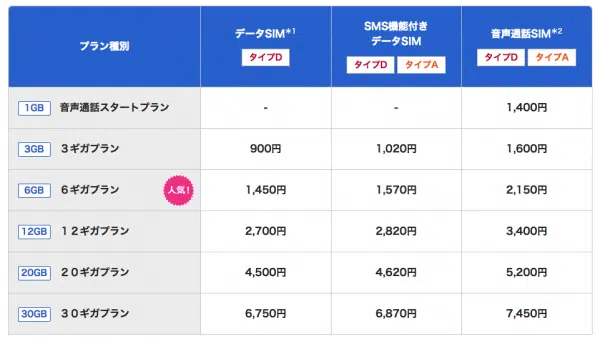 プラン種別
データSIM*1
タイプD
SMS機能付き
データSIM
タイプD タイプA
音声通話SIM*2
タイプD タイプA
1GB 音声通話スタートプラン - - 1,400円
3GB 3ギガプラン 900円 1,020円 1,600円
6GB 6ギガプラン 人気! 1,450円 1,570円 2,150円
12GB 12ギガプラン 2,700円 2,820円 3,400円
20GB 20ギガプラン 4,500円 4,620円 5,200円
30GB 30ギガプラン 6,750円 6,870円 7,450円